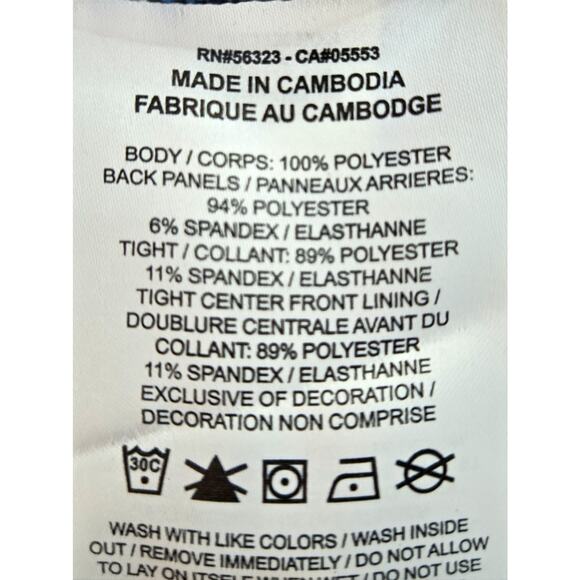 RN#56323 - CA#05553
MADE IN CAMBODIA
FABRIQUE AU CAMBODGE
BODY / CORPS: 100% POLYESTER
BACK PANELS / PANNEAUX ARRIERES:
94% POLYESTER
6% SPANDEX / ELASTHANNE
TIGHT / COLLANT: 89% POLYESTER
11% SPANDEX / ELASTHANNE
TIGHT CENTER FRONT LINING /
DOUBLURE CENTRALE AVANT DU
COLLANT: 89% POLYESTER
11% SPANDEX / ELASTHANNE
EXCLUSIVE OF DECORATION /
DECORATION NON COMPRISE
30C
WASH WITH LIKE COLORS / WASH INSIDE
OUT / REMOVE IMMEDIATELY / DO NOT ALLOW
TO LAY ON ITSELF WHEN WET / DO NOT USE